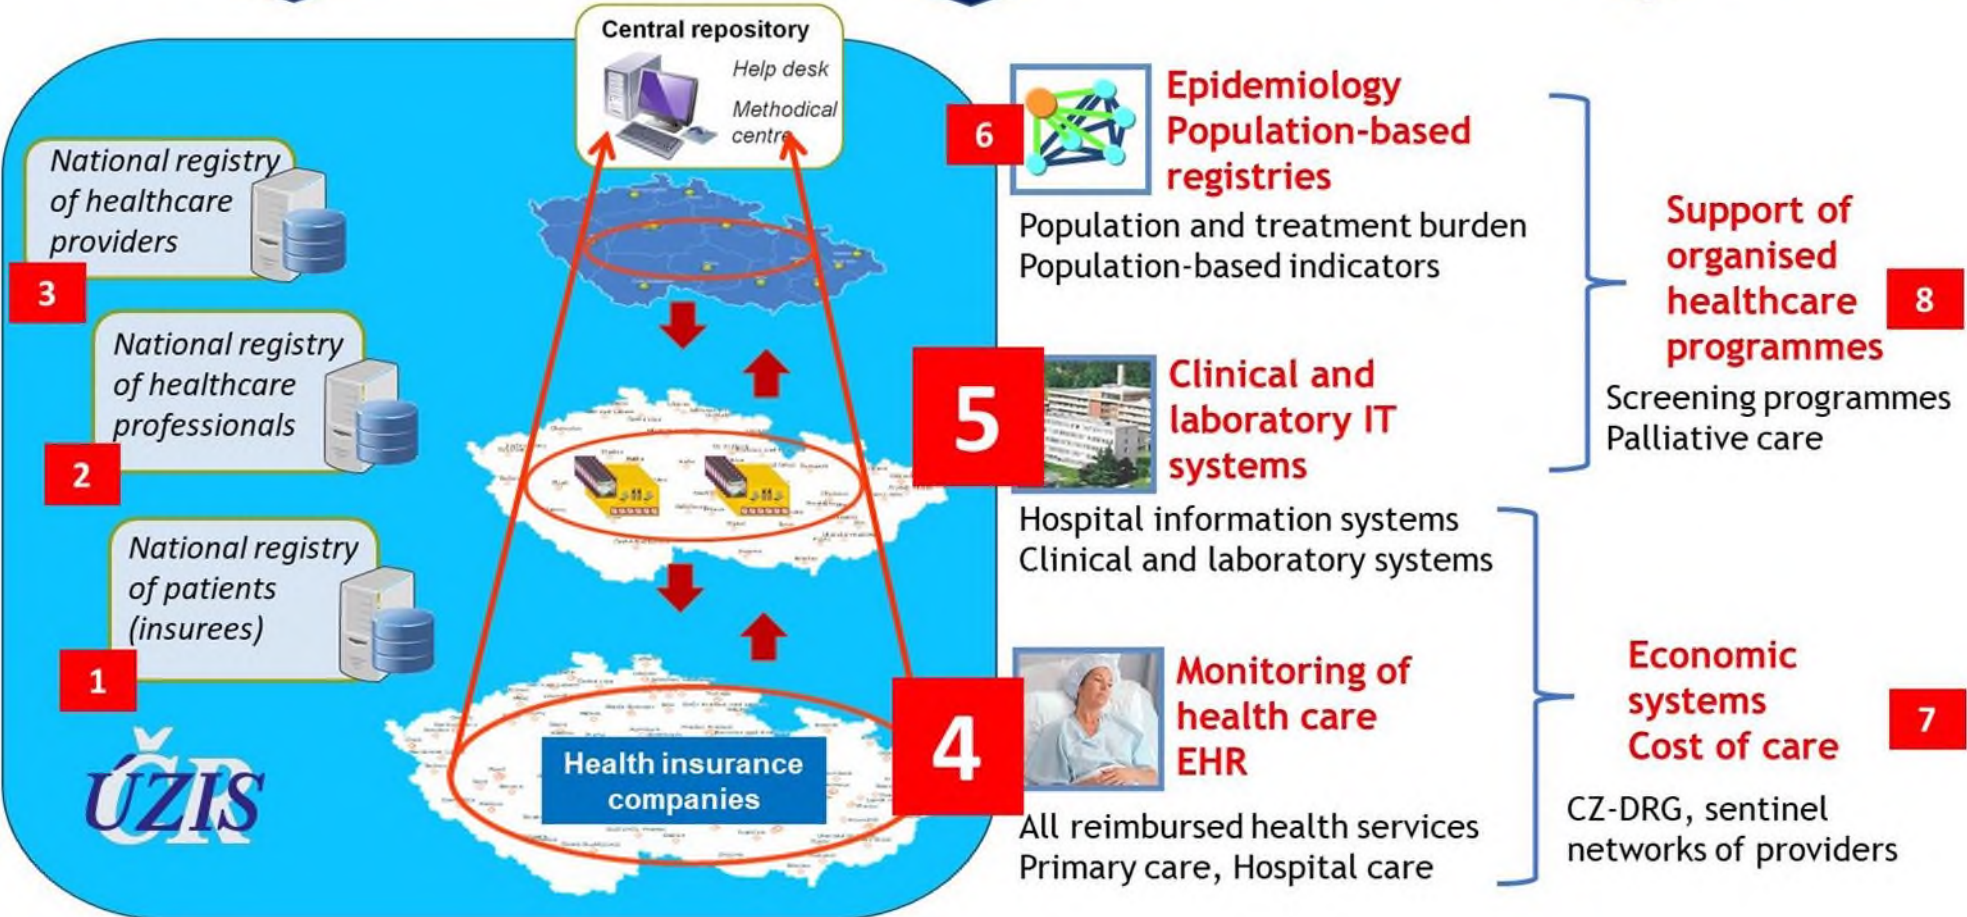 Central repository
Help desk
Methodical
centre
National registry
of healthcare
providers
3
National registry
of healthcare
professionals
2
National registry
of patients
(insurees)
1
ČR
ÚZIS
Health insurance
companies
6
Epidemiology
Population-based
registries
Population and treatment burden
Population-based indicators
5
Clinical and
laboratory IT
systems
Hospital information systems
Clinical and laboratory systems
4
Monitoring of
health care
EHR
All reimbursed health services
Primary care, Hospital care
Support of
organised
healthcare
programmes
8
Screening programmes
Palliative care
Economic
systems
Cost of care
7
CZ-DRG, sentinel
networks of providers